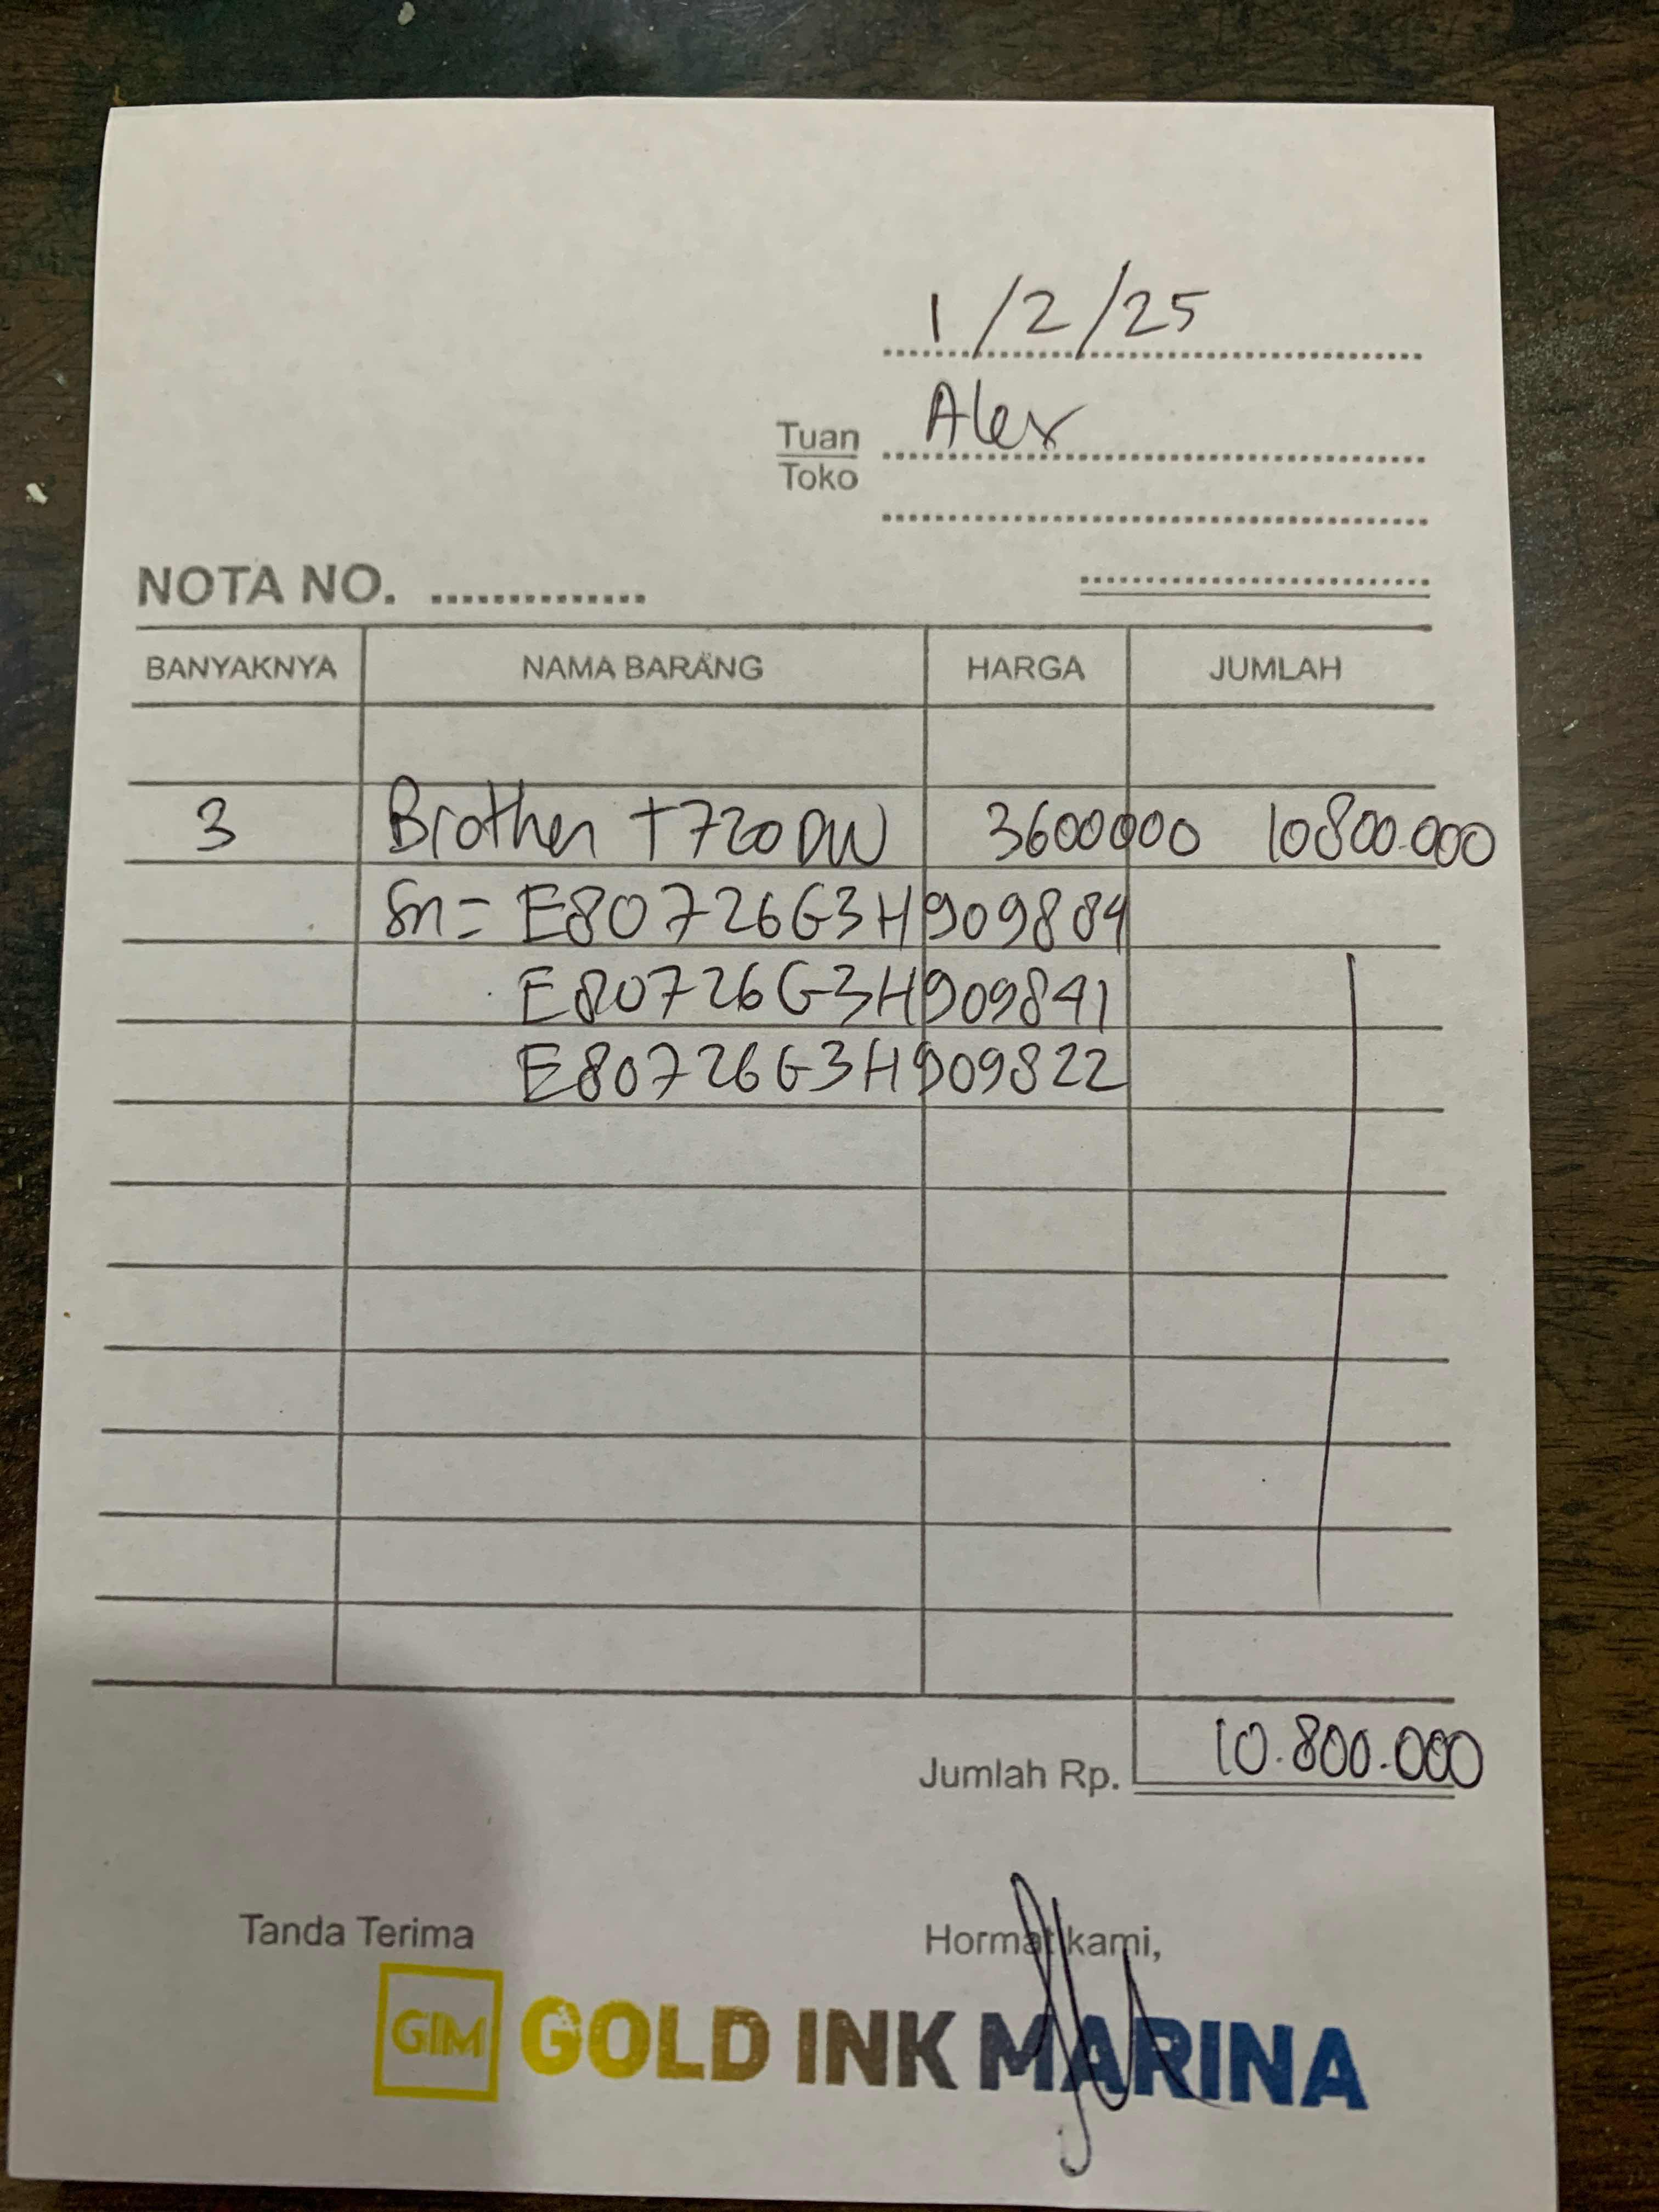 1/2/25
Tuan Alex
Toko
NOTA NO. ..............
BANYAKNYA NAMA BARANG HARGA JUMLAH
3 Brother T720DW 3600000 10800.000
Sn = E80726G3H909884
E80726G3H909841
E80726G3H909822
Jumlah Rp. 10.800.000
Tanda Terima Hormat kami,
GIM GOLD INK MARINA